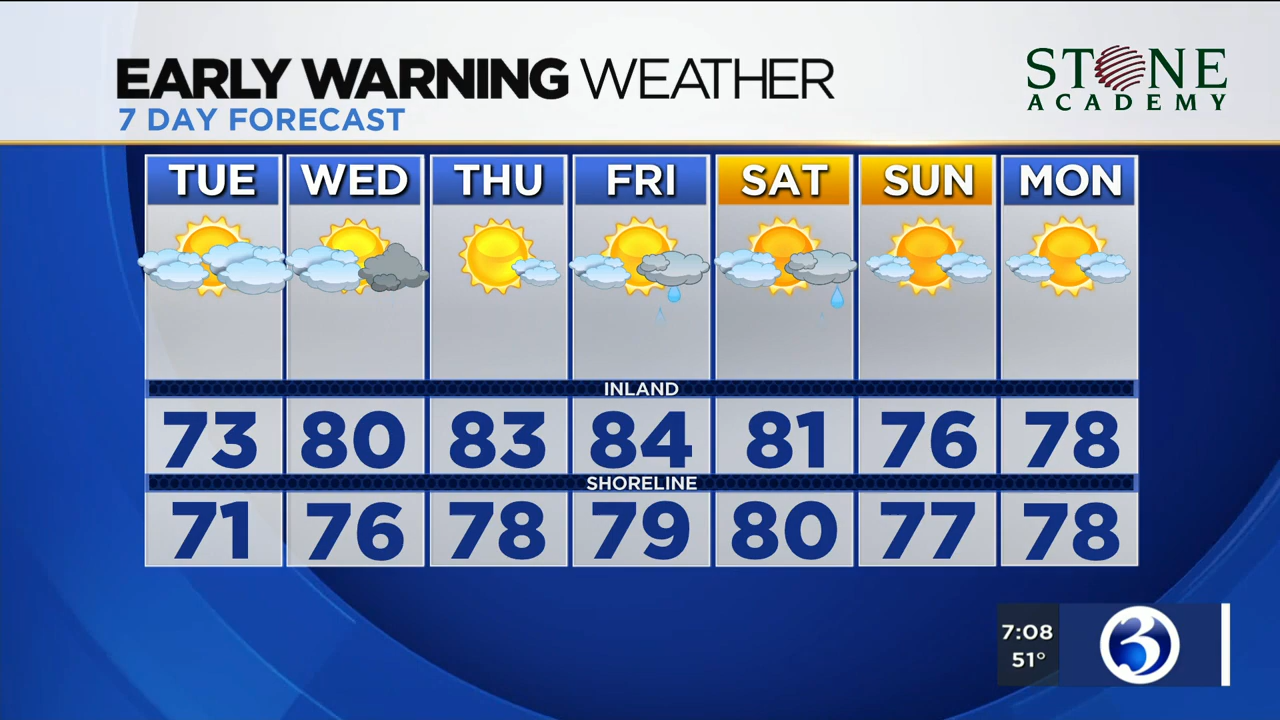 EARLY WARNING WEATHER
7 DAY FORECAST
STONE
ACADEMY
TUE WED THU FRI SAT SUN MON
INLAND
73 80 83 84 81 76 78
SHORELINE
71 76 78 79 80 77 78
7:08
51°
3